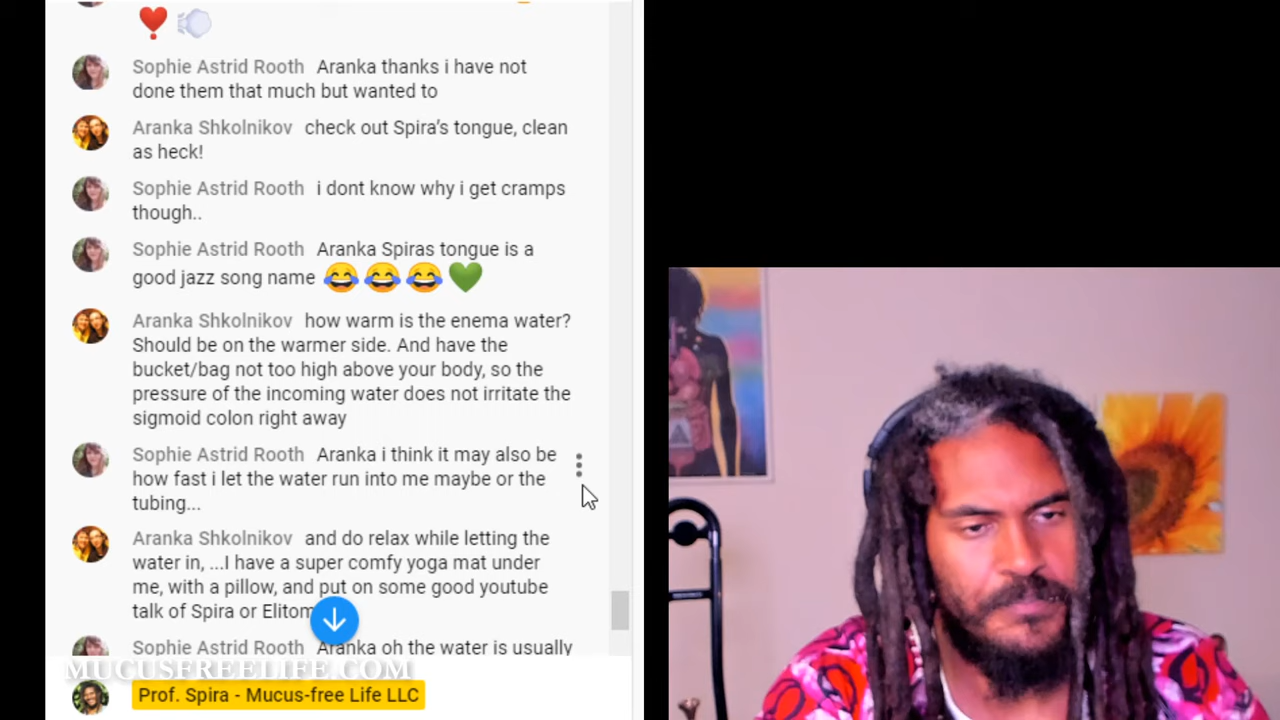 Sophie Astrid Rooth Aranka thanks i have not
done them that much but wanted to
Aranka Shkolnikov check out Spira’s tongue, clean
as heck!
Sophie Astrid Rooth i dont know why i get cramps
though..
Sophie Astrid Rooth Aranka Spiras tongue is a
good jazz song name 😂😂😂💚
Aranka Shkolnikov how warm is the enema water?
Should be on the warmer side. And have the
bucket/bag not too high above your body, so the
pressure of the incoming water does not irritate the
sigmoid colon right away
Sophie Astrid Rooth Aranka i think it may also be
how fast i let the water run into me maybe or the
tubing...
Aranka Shkolnikov and do relax while letting the
water in, ...I have a super comfy yoga mat under
me, with a pillow, and put on some good youtube
talk of Spira or Elitom
Sophie Astrid Rooth Aranka oh the water is usually
MUCUSFREELIFE.COM
Prof. Spira - Mucus-free Life LLC